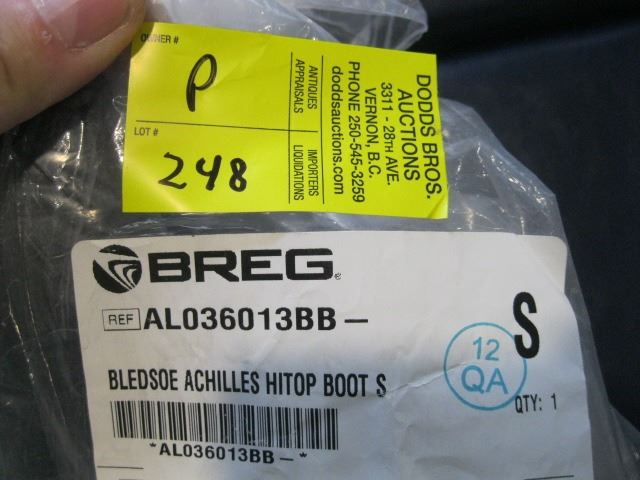 OWNER #
P
LOT #
248
ANTIQUES
APPRAISALS
IMPORTERS
LIQUIDATIONS
DODDS BROS.
AUCTIONS
3311 - 28TH AVE.
VERNON, B.C.
PHONE 250-545-3259
doddsauctions.com
BREG
REF AL036013BB-
S
12
QA
BLEDSOE ACHILLES HITOP BOOT S
QTY: 1
*AL036013BB-*